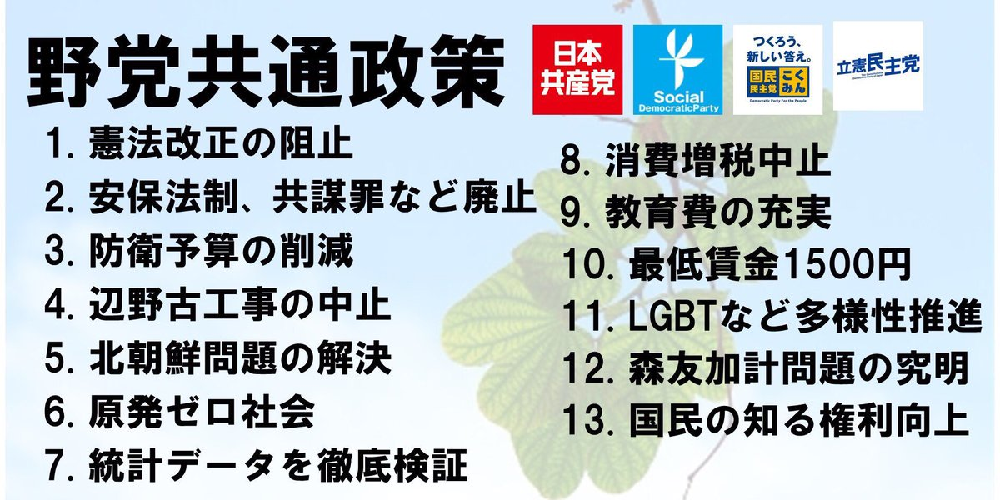 野党共通政策
日本
共産党
Social
DemocraticParty
つくろう、
新しい答え。
国民
民主党
こく
みん
Democratic Party For the People
立憲民主党
The Constitutional
Democratic Party of Japan
1. 憲法改正の阻止
2. 安保法制、共謀罪など廃止
3. 防衛予算の削減
4. 辺野古工事の中止
5. 北朝鮮問題の解決
6. 原発ゼロ社会
7. 統計データを徹底検証
8. 消費増税中止
9. 教育費の充実
10. 最低賃金1500円
11. LGBTなど多様性推進
12. 森友加計問題の究明
13. 国民の知る権利向上